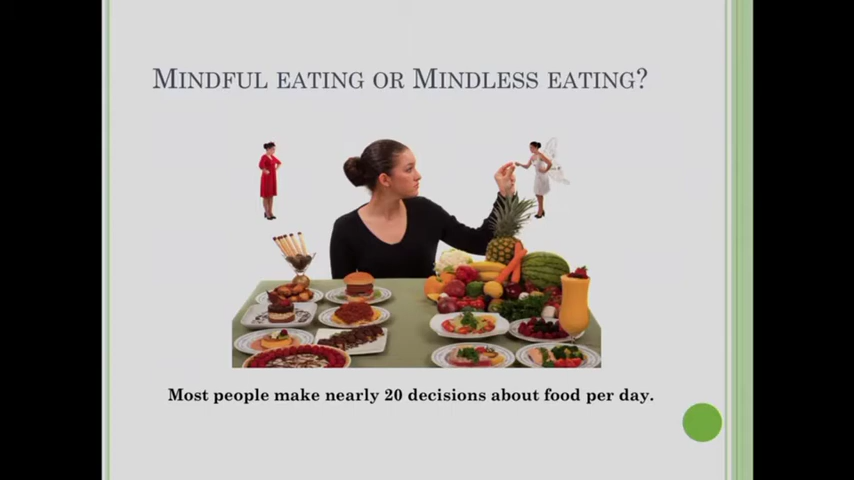 MINDFUL EATING OR MINDLESS EATING?
Most people make nearly 20 decisions about food per day.